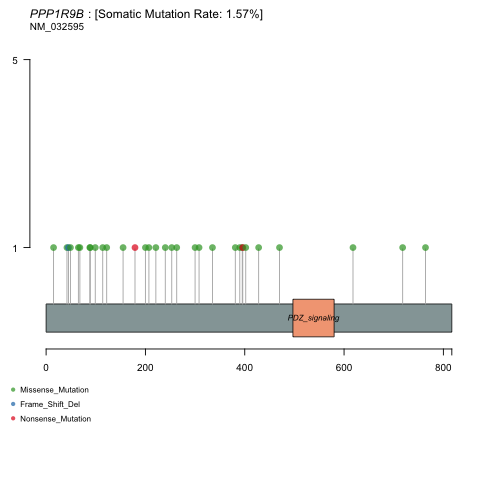 PPP1R9B : [Somatic Mutation Rate: 1.57%]
NM_032595
5
1
PDZ_signaling
0 200 400 600 800
Missense_Mutation
Frame_Shift_Del
Nonsense_Mutation